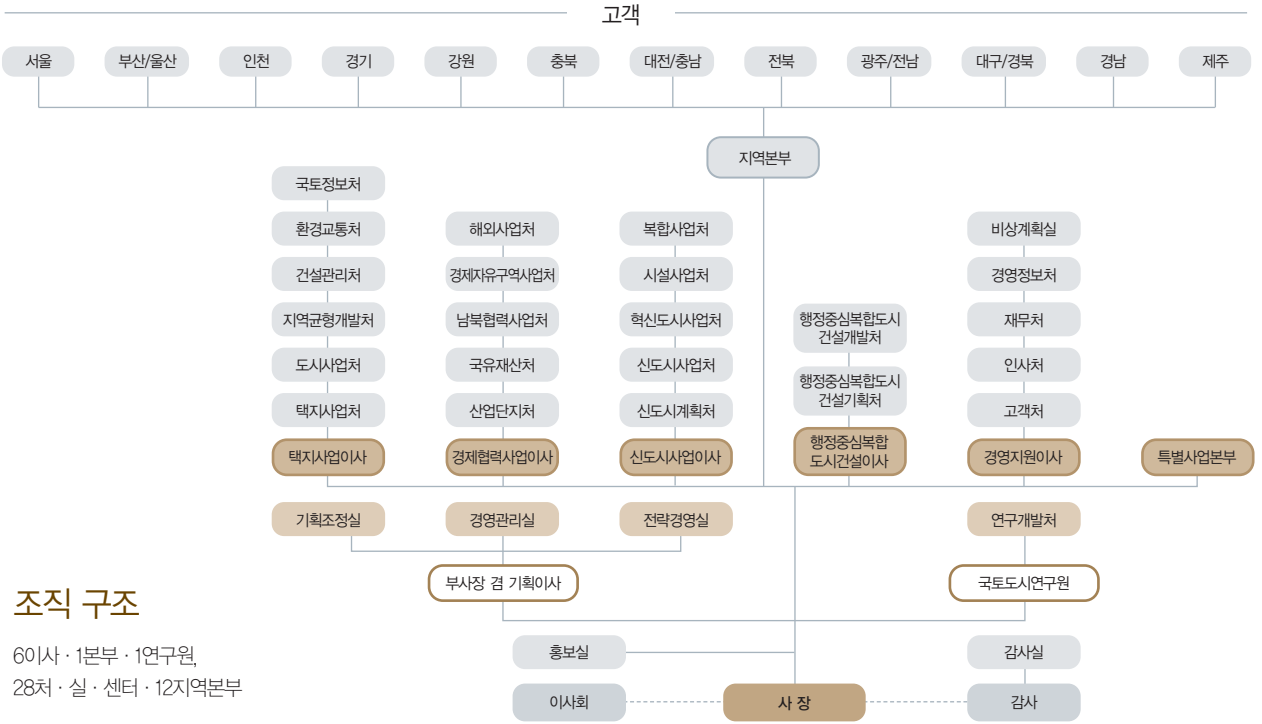 고객
서울
부산/울산
인천
경기
강원
충북
대전/충남
전북
광주/전남
대구/경북
경남
제주
지역본부
국토정보처
환경교통처
건설관리처
지역균형개발처
도시사업처
택지사업처
택지사업이사
해외사업처
경제자유구역사업처
남북협력사업처
국유재산처
산업단지처
경제협력사업이사
복합사업처
시설사업처
혁신도시사업처
신도시사업처
신도시계획처
신도시사업이사
행정중심복합도시
건설개발처
행정중심복합도시
건설기획처
행정중심복합
도시건설이사
비상계획실
경영정보처
재무처
인사처
고객처
경영지원이사
특별사업본부
기획조정실
경영관리실
전략경영실
연구개발처
부사장 겸 기획이사
국토도시연구원
조직 구조
6이사 · 1본부 · 1연구원,
28처 · 실 · 센터 · 12지역본부
홍보실
감사실
이사회
사 장
감사